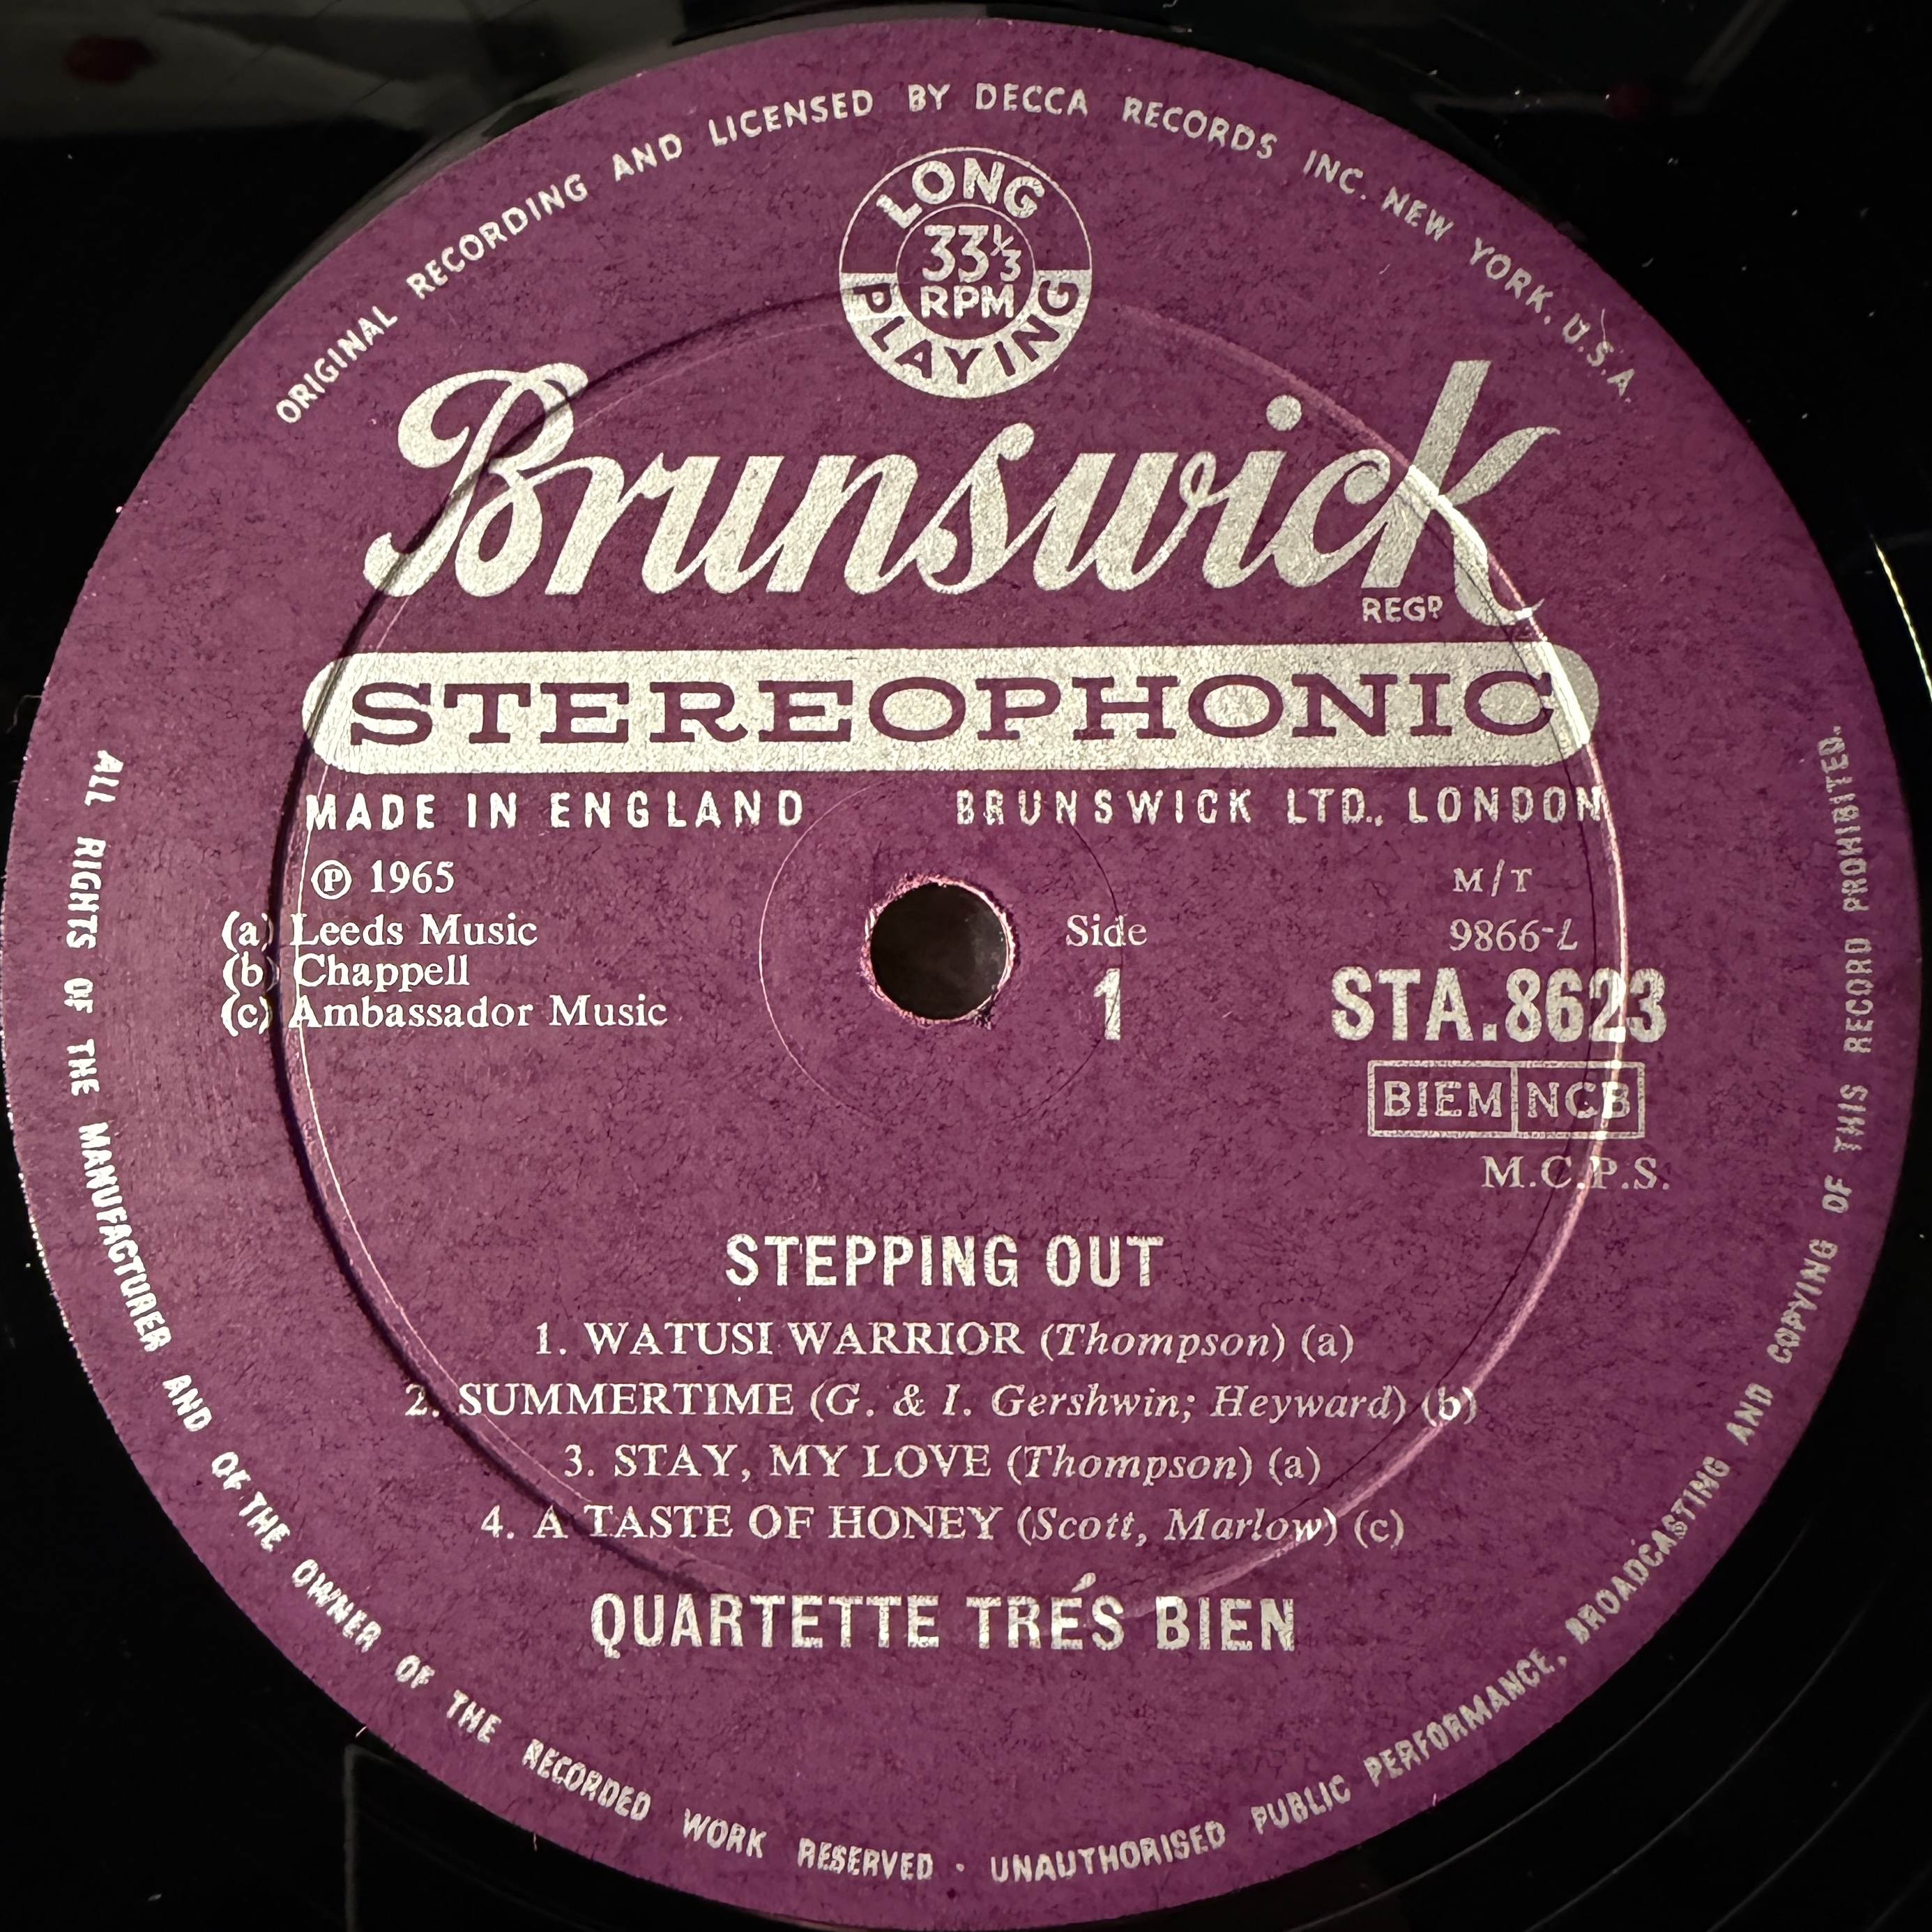 ORIGINAL RECORDING AND LICENSED BY DECCA RECORDS INC. NEW YORK. U.S.A.
LONG
33⅓
RPM
PLAYING
Brunswick
REGD
STEREOPHONIC
MADE IN ENGLAND BRUNSWICK LTD., LONDON
℗ 1965
(a) Leeds Music
(b) Chappell
(c) Ambassador Music
Side
1
M/T
9866-L
STA.8623
BIEM NCB
M.C.P.S.
STEPPING OUT
1. WATUSI WARRIOR (Thompson) (a)
2. SUMMERTIME (G. & I. Gershwin; Heyward) (b)
3. STAY, MY LOVE (Thompson) (a)
4. A TASTE OF HONEY (Scott, Marlow) (c)
QUARTETTE TRÉS BIEN
ALL RIGHTS OF THE MANUFACTURER AND OF THE OWNER OF THE RECORDED WORK RESERVED · UNAUTHORISED PUBLIC PERFORMANCE, BROADCASTING AND COPYING OF THIS RECORD PROHIBITED.